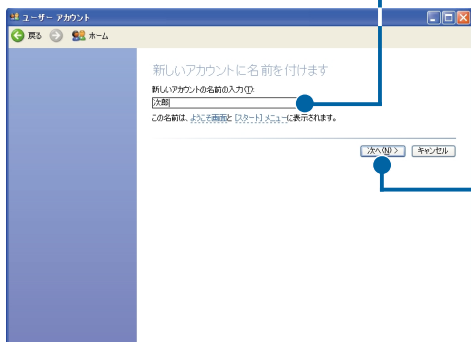 ユーザー アカウント
戻る ホーム
新しいアカウントに名前を付けます
新しいアカウントの名前の入力(T):
次郎
この名前は、ようこそ画面と [スタート] メニューに表示されます。
次へ(N) > キャンセル